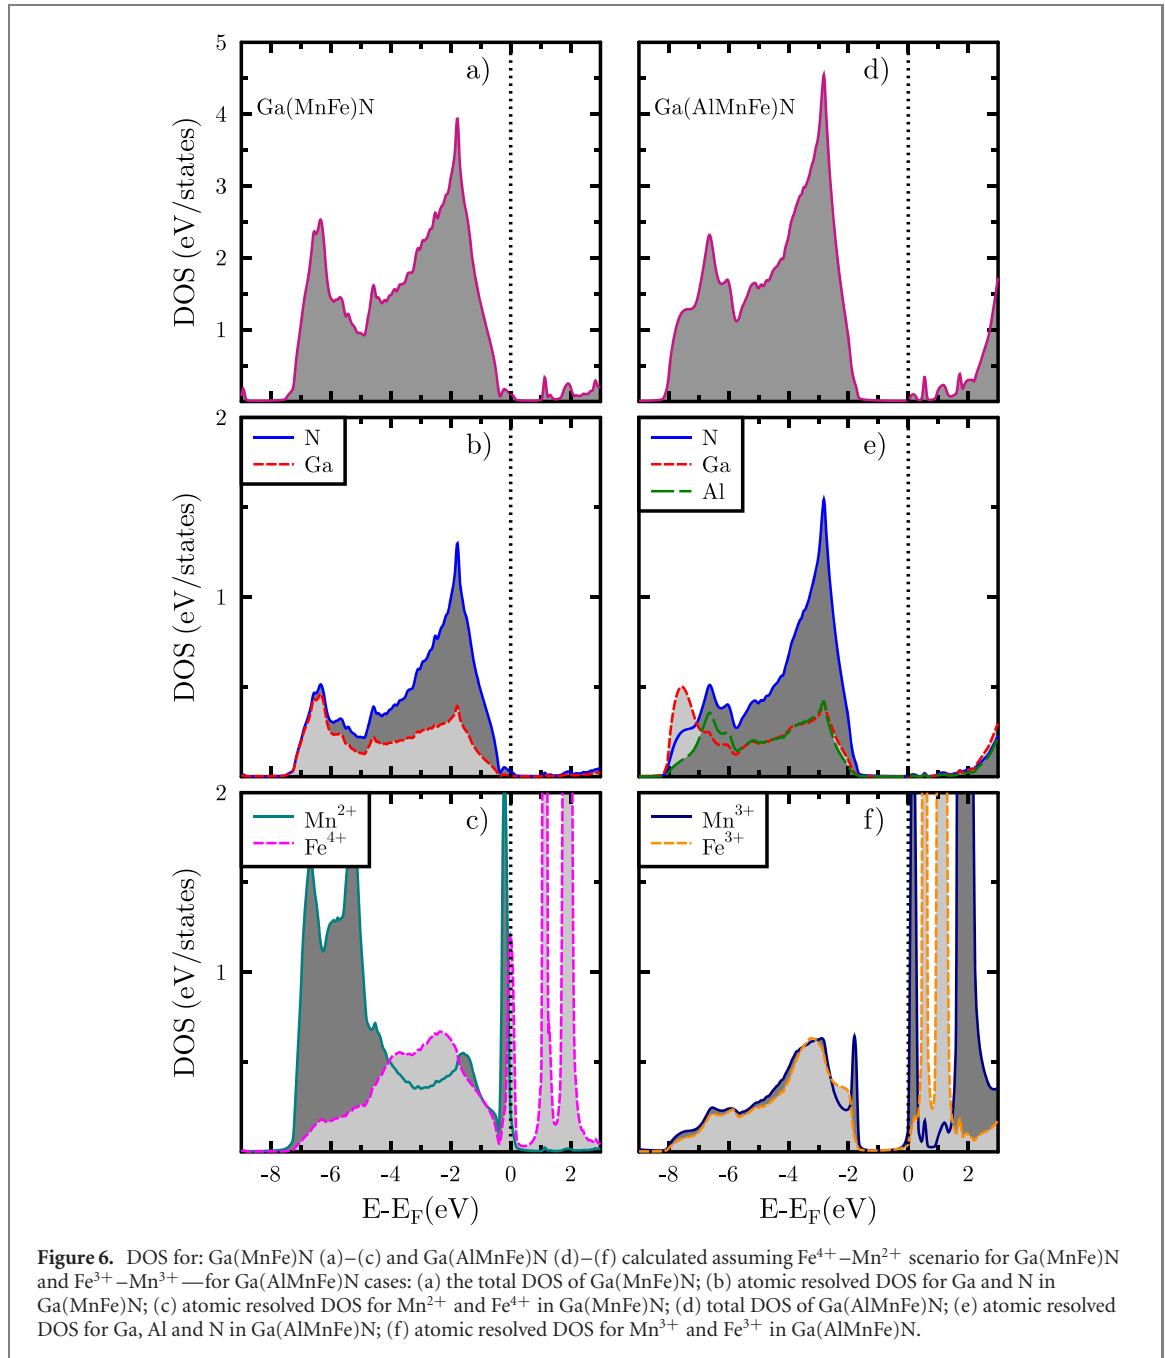 a)
Ga(MnFe)N
5
4
3
2
1
DOS (eV/states)
d)
Ga(AlMnFe)N
N
Ga
b)
2
1
DOS (eV/states)
N
Ga
Al
e)
Mn²⁺
Fe⁴⁺
c)
2
1
DOS (eV/states)
-8 -6 -4 -2 0 2
E-E_F(eV)
Mn³⁺
Fe³⁺
f)
-8 -6 -4 -2 0 2
E-E_F(eV)
Figure 6. DOS for: Ga(MnFe)N (a)–(c) and Ga(AlMnFe)N (d)–(f) calculated assuming Fe⁴⁺–Mn²⁺ scenario for Ga(MnFe)N
and Fe³⁺–Mn³⁺—for Ga(AlMnFe)N cases: (a) the total DOS of Ga(MnFe)N; (b) atomic resolved DOS for Ga and N in
Ga(MnFe)N; (c) atomic resolved DOS for Mn²⁺ and Fe⁴⁺ in Ga(MnFe)N; (d) total DOS of Ga(AlMnFe)N; (e) atomic resolved
DOS for Ga, Al and N in Ga(AlMnFe)N; (f) atomic resolved DOS for Mn³⁺ and Fe³⁺ in Ga(AlMnFe)N.